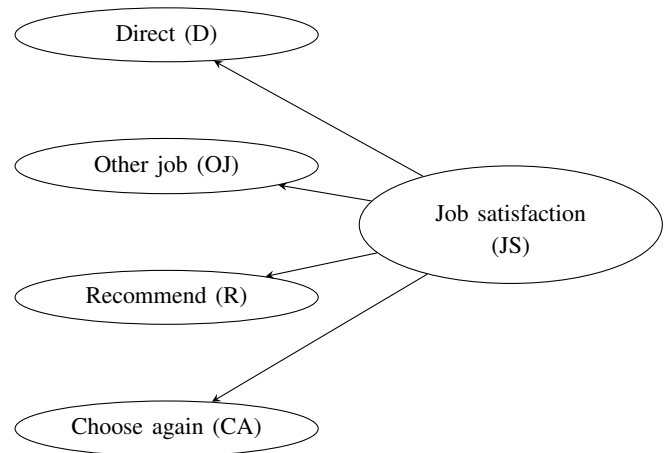 Direct (D)
Other job (OJ)
Job satisfaction
(JS)
Recommend (R)
Choose again (CA)